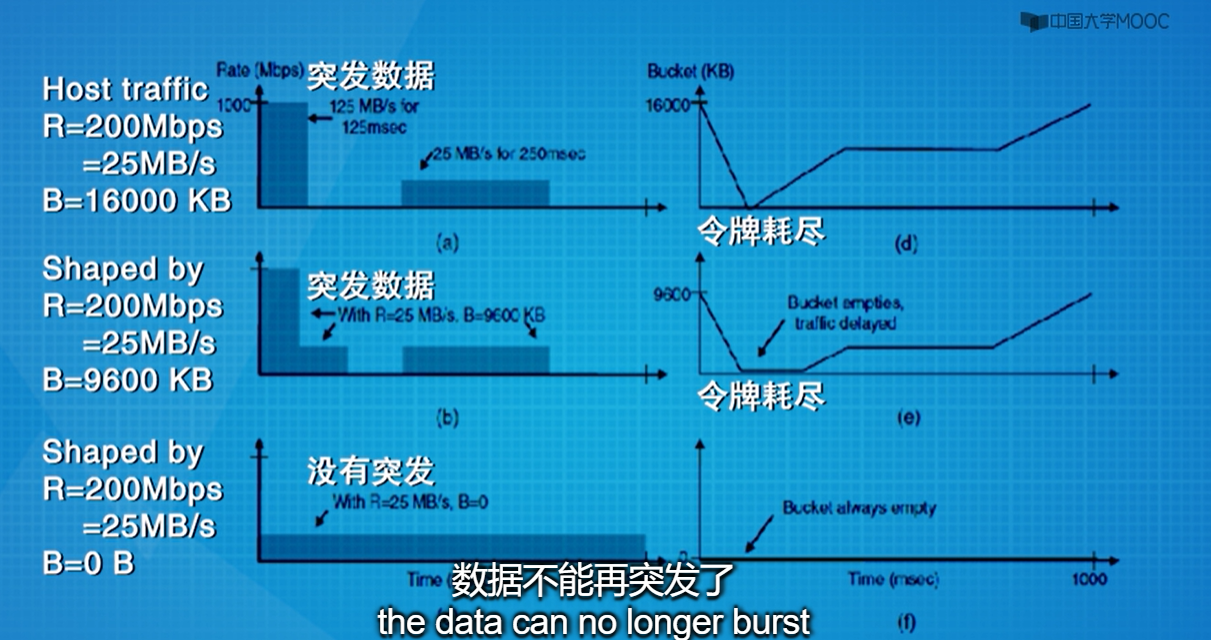 中国大学MOOC
Host traffic
R=200Mbps
=25MB/s
B=16000 KB
Rate (Mbps)
突发数据
1000
125 MB/s for
125msec
25 MB/s for 250msec
(a)
Bucket (KB)
16000
令牌耗尽
(d)
Shaped by
R=200Mbps
=25MB/s
B=9600 KB
突发数据
With R=25 MB/s, B=9600 KB
(b)
9600
Bucket empties,
traffic delayed
令牌耗尽
(e)
Shaped by
R=200Mbps
=25MB/s
B=0 B
没有突发
With R=25 MB/s, B=0
Time
Bucket always empty
0
Time (msec)
1000
(f)
数据不能再突发了
the data can no longer burst